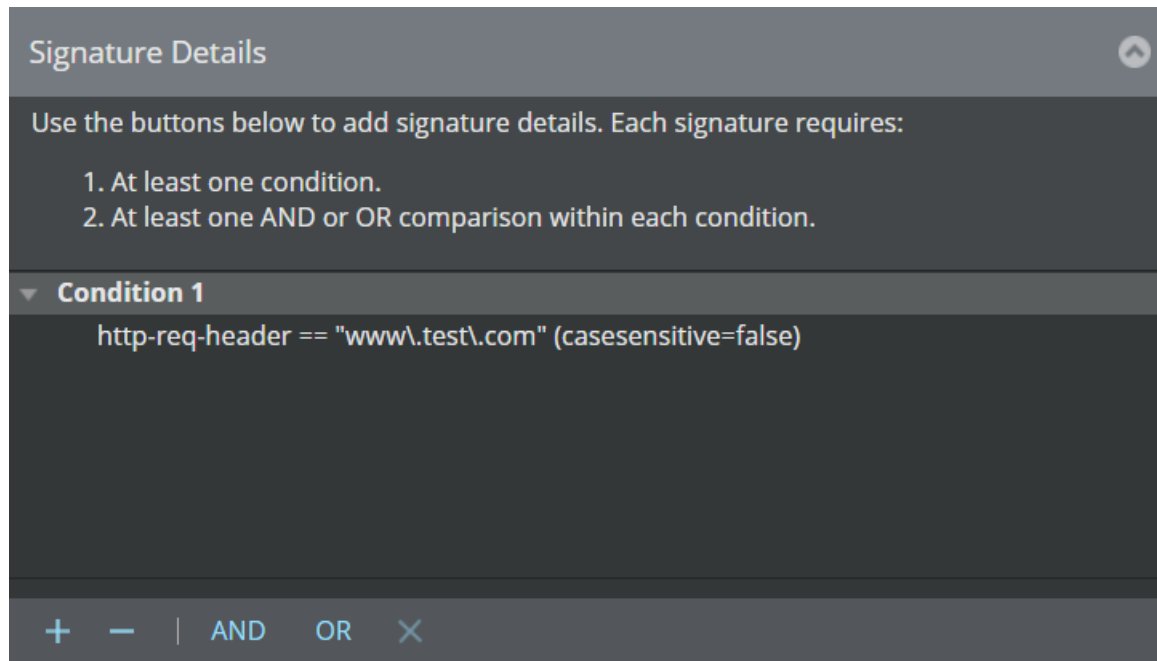 Signature Details
Use the buttons below to add signature details. Each signature requires:
1. At least one condition.
2. At least one AND or OR comparison within each condition.
Condition 1
http-req-header == "www\.test\.com" (casesensitive=false)
+ − | AND OR ×